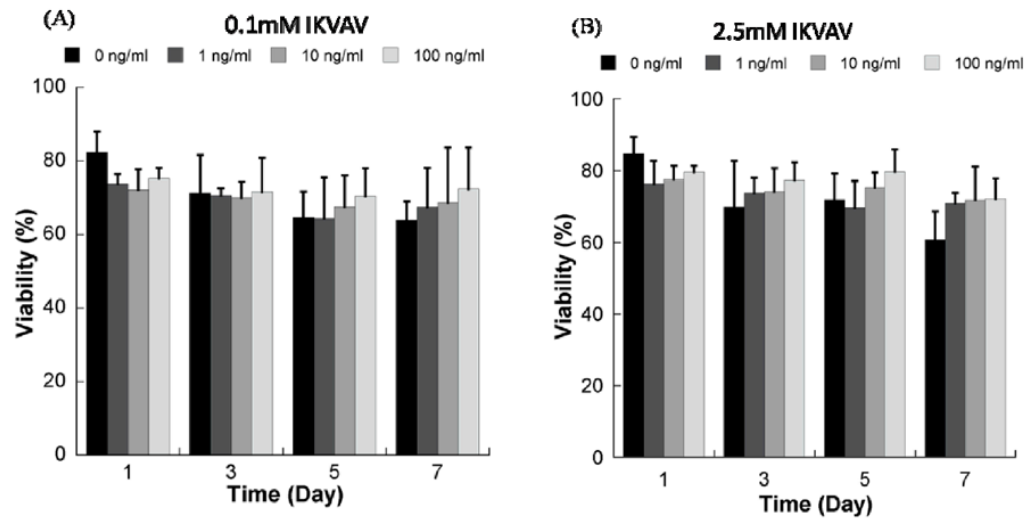 (A)
0.1mM IKVAV
0 ng/ml 1 ng/ml 10 ng/ml 100 ng/ml
100
80
60
40
20
0
Viability (%)
1 3 5 7
Time (Day)
(B)
2.5mM IKVAV
0 ng/ml 1 ng/ml 10 ng/ml 100 ng/ml
100
80
60
40
20
0
Viability (%)
1 3 5 7
Time (Day)